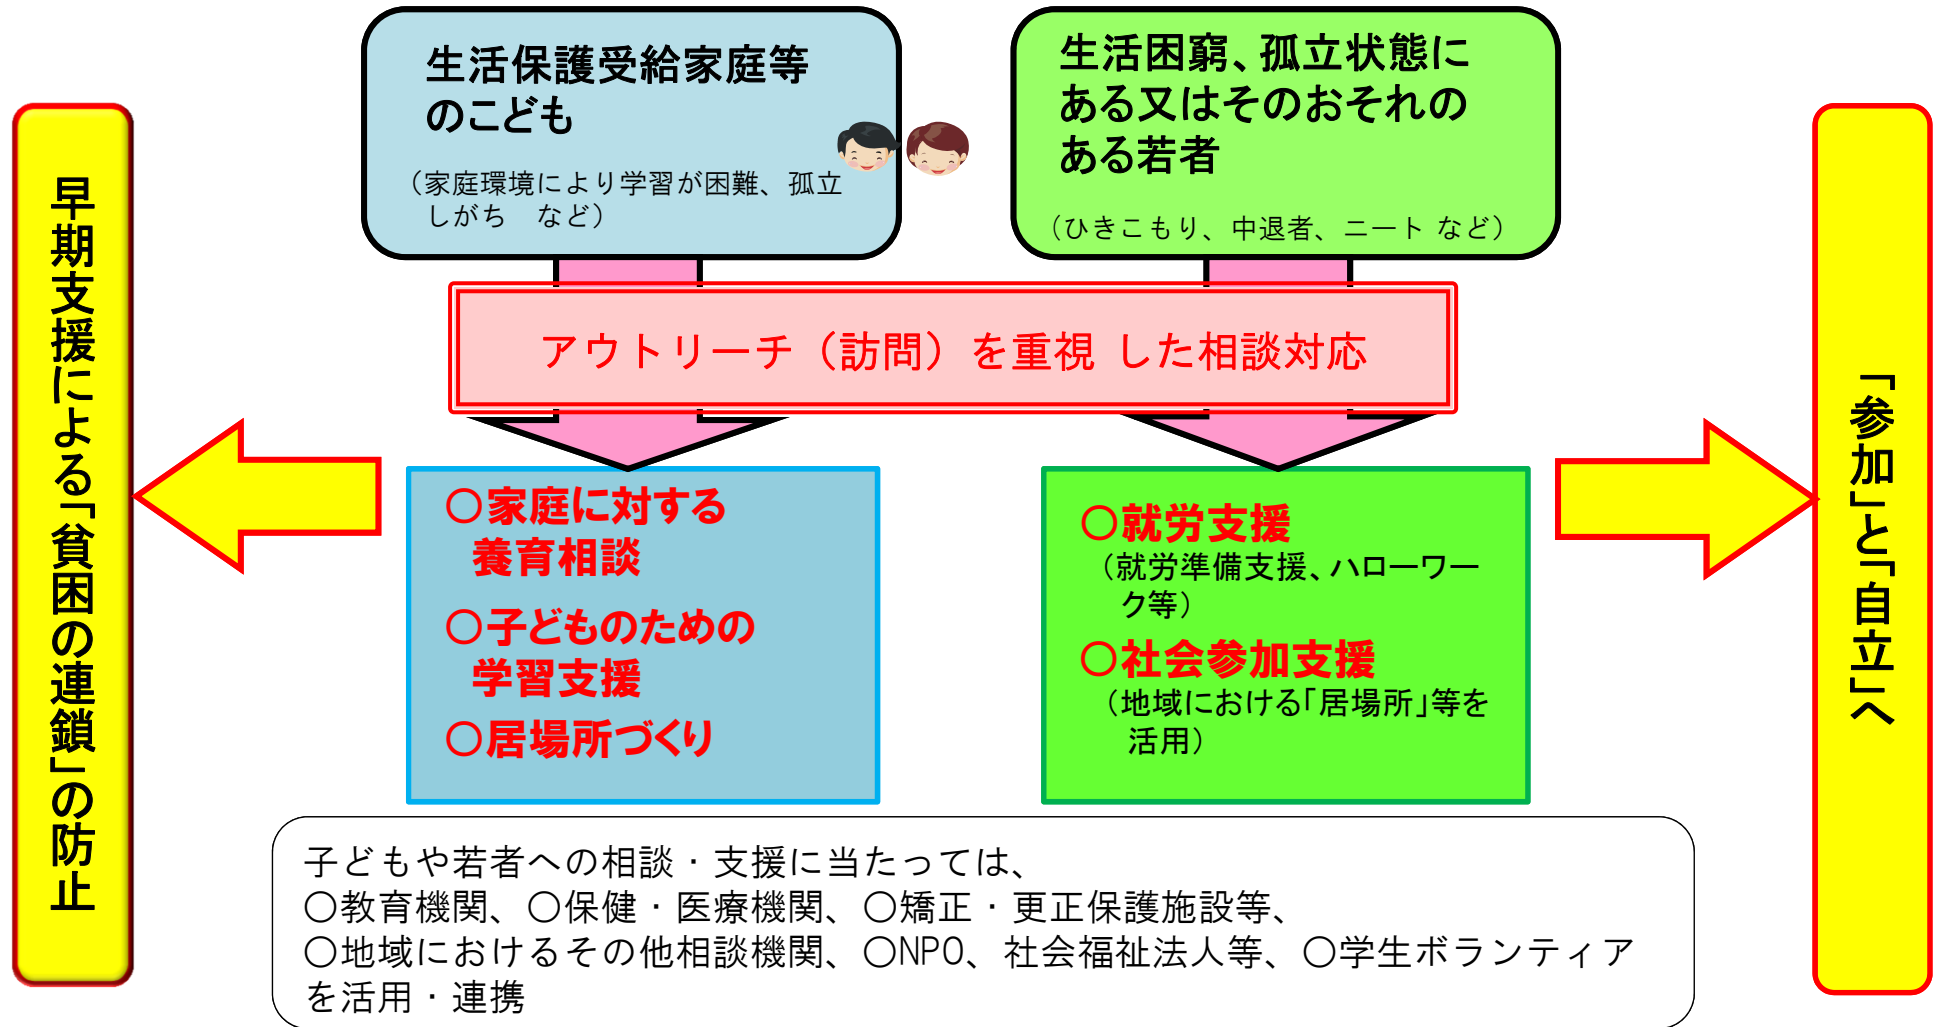 生活保護受給家庭等
のこども
（家庭環境により学習が困難、孤立
しがち　など）
生活困窮、孤立状態に
ある又はそのおそれの
ある若者
（ひきこもり、中退者、ニート など）
アウトリーチ（訪問）を重視 した相談対応
早期支援による「貧困の連鎖」の防止
○家庭に対する
養育相談
○子どものための
学習支援
○居場所づくり
○就労支援
（就労準備支援、ハローワー
ク等）
○社会参加支援
（地域における「居場所」等を
活用）
「参加」と「自立」へ
子どもや若者への相談・支援に当たっては、
○教育機関、○保健・医療機関、○矯正・更正保護施設等、
○地域におけるその他相談機関、○NPO、社会福祉法人等、○学生ボランティア
を活用・連携